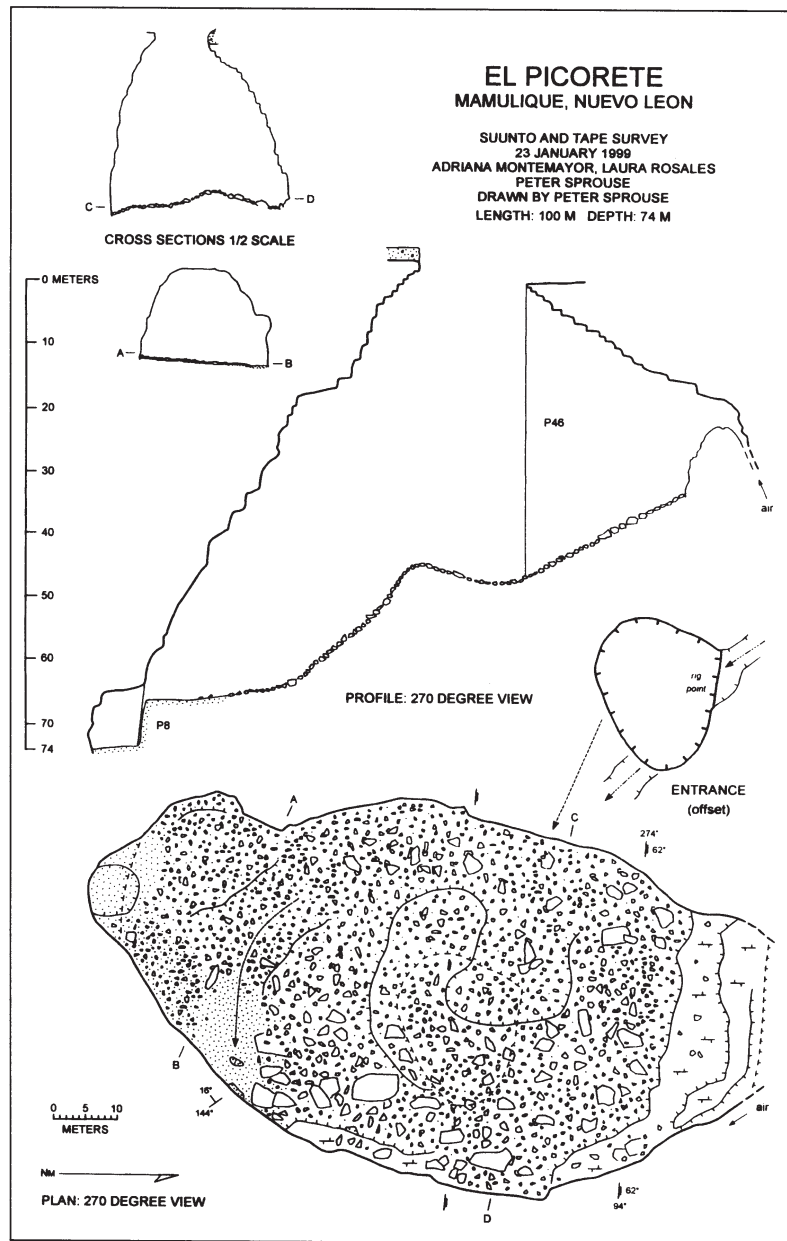 EL PICORETE
MAMULIQUE, NUEVO LEON
SUUNTO AND TAPE SURVEY
23 JANUARY 1999
ADRIANA MONTEMAYOR, LAURA ROSALES
PETER SPROUSE
DRAWN BY PETER SPROUSE
LENGTH: 100 M DEPTH: 74 M
C
D
CROSS SECTIONS 1/2 SCALE
0 METERS
10
20
30
40
50
60
70
74
A
B
P46
air
P8
PROFILE: 270 DEGREE VIEW
rig
point
ENTRANCE
(offset)
A
C
274°
62°
B
16°
144°
0 5 10
METERS
air
NM
PLAN: 270 DEGREE VIEW
D
62°
94°